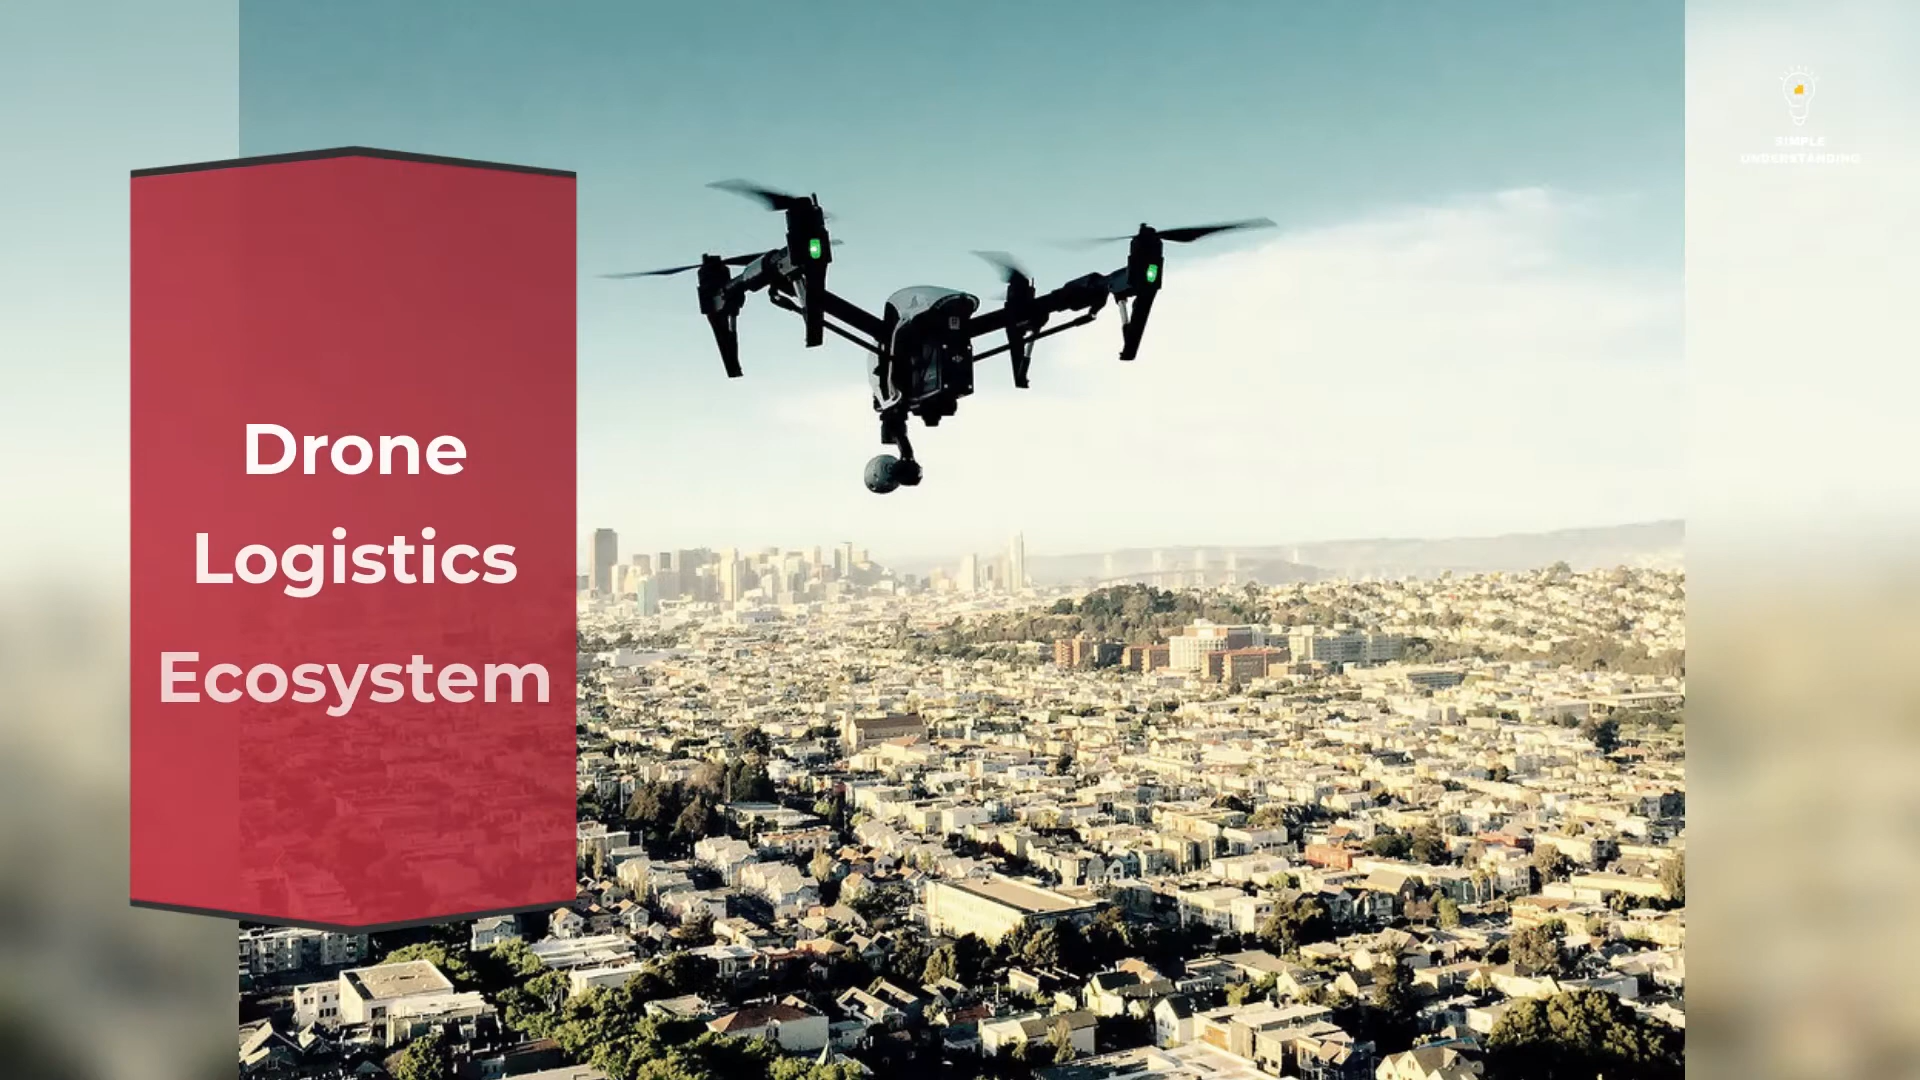 Drone
Logistics
Ecosystem
SIMPLE
UNDERSTANDING